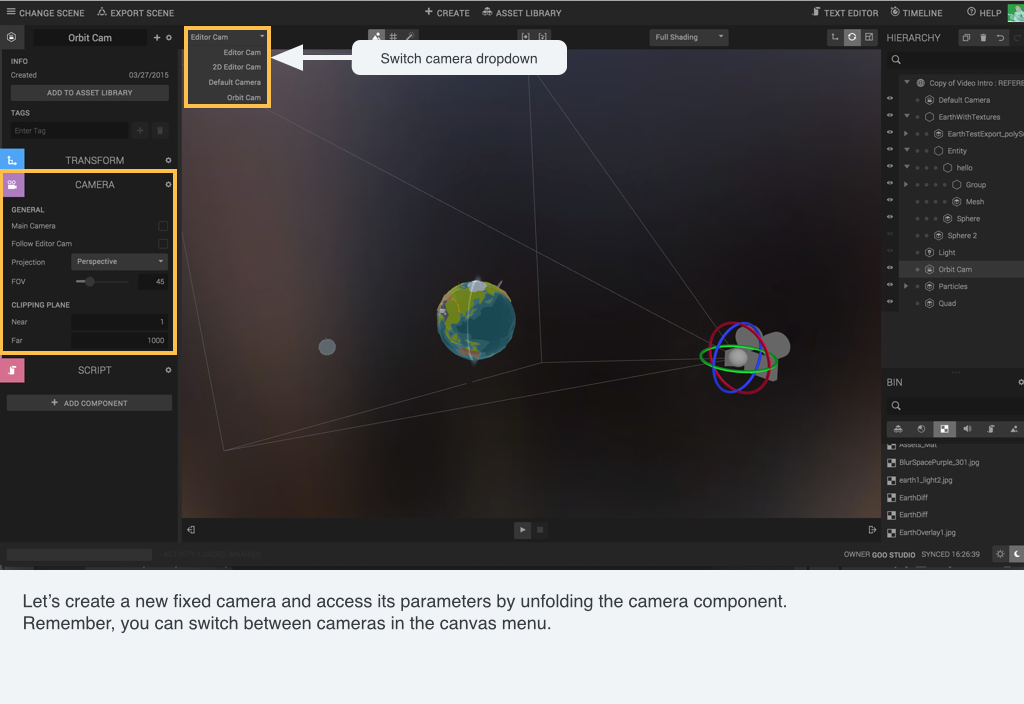 CHANGE SCENE
EXPORT SCENE
CREATE
ASSET LIBRARY
TEXT EDITOR
TIMELINE
HELP
Orbit Cam
INFO
Created 03/27/2015
ADD TO ASSET LIBRARY
TAGS
Enter Tag
TRANSFORM
CAMERA
GENERAL
Main Camera
Follow Editor Cam
Projection Perspective
FOV 45
CLIPPING PLANE
Near 1
Far 1000
SCRIPT
ADD COMPONENT
Editor Cam
Editor Cam
2D Editor Cam
Default Camera
Orbit Cam
Switch camera dropdown
Full Shading
HIERARCHY
Copy of Video Intro : REFERE
Default Camera
EarthWithTextures
EarthTestExport_polyS
Entity
hello
Group
Mesh
Sphere
Sphere 2
Light
Orbit Cam
Particles
Quad
BIN
Assets_Mat
BlurSpacePurple_301.jpg
earth1_light2.jpg
EarthDiff
EarthDiff
EarthOverlay1.jpg
OWNER GOO STUDIO SYNCED 16:26:39
Let's create a new fixed camera and access its parameters by unfolding the camera component.
Remember, you can switch between cameras in the canvas menu.